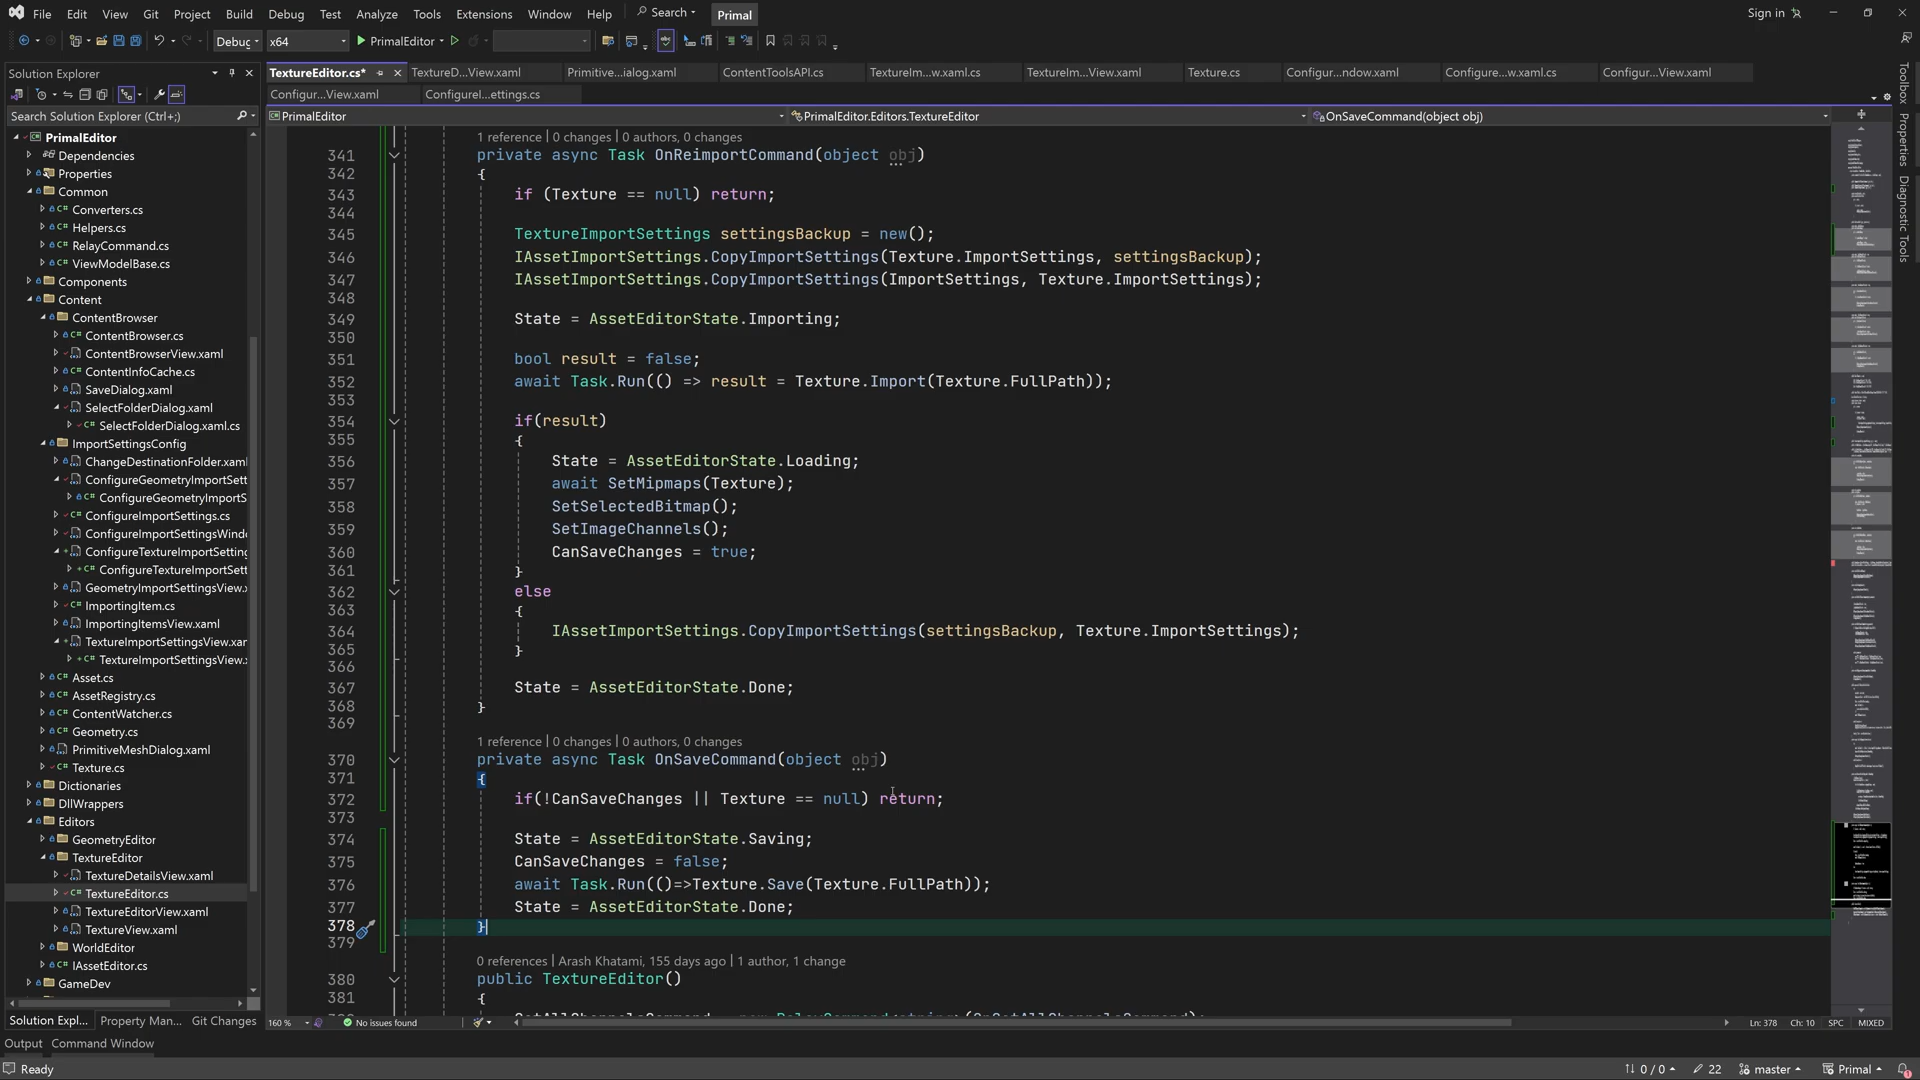 File Edit View Git Project Build Debug Test Analyze Tools Extensions Window Help Search Primal Sign in
Debug x64 PrimalEditor
Solution Explorer
TextureEditor.cs* TextureD...View.xaml Primitive...ialog.xaml ContentToolsAPI.cs TextureIm...w.xaml.cs TextureIm...View.xaml Texture.cs Configur...ndow.xaml Configure...w.xaml.cs Configur...View.xaml
Configur...View.xaml ConfigureI...ettings.cs
Search Solution Explorer (Ctrl+;)
PrimalEditor PrimalEditor.Editors.TextureEditor OnSaveCommand(object obj)
PrimalEditor
Dependencies
Properties
Common
Converters.cs
Helpers.cs
RelayCommand.cs
ViewModelBase.cs
Components
Content
ContentBrowser
ContentBrowser.cs
ContentBrowserView.xaml
ContentInfoCache.cs
SaveDialog.xaml
SelectFolderDialog.xaml
SelectFolderDialog.xaml.cs
ImportSettingsConfig
ChangeDestinationFolder.xaml
ConfigureGeometryImportSett
ConfigureGeometryImportS
ConfigureImportSettings.cs
ConfigureImportSettingsWind
ConfigureTextureImportSetting
ConfigureTextureImportSett
GeometryImportSettingsView.x
ImportingItem.cs
ImportingItemsView.xaml
TextureImportSettingsView.xar
TextureImportSettingsView.x
Asset.cs
AssetRegistry.cs
ContentWatcher.cs
Geometry.cs
PrimitiveMeshDialog.xaml
Texture.cs
Dictionaries
DllWrappers
Editors
GeometryEditor
TextureEditor
TextureDetailsView.xaml
TextureEditor.cs
TextureEditorView.xaml
TextureView.xaml
WorldEditor
IAssetEditor.cs
GameDev
Solution Expl... Property Man... Git Changes
1 reference | 0 changes | 0 authors, 0 changes
341 private async Task OnReimportCommand(object obj)
342 {
343 if (Texture == null) return;
344
345 TextureImportSettings settingsBackup = new();
346 IAssetImportSettings.CopyImportSettings(Texture.ImportSettings, settingsBackup);
347 IAssetImportSettings.CopyImportSettings(ImportSettings, Texture.ImportSettings);
348
349 State = AssetEditorState.Importing;
350
351 bool result = false;
352 await Task.Run(() => result = Texture.Import(Texture.FullPath));
353
354 if(result)
355 {
356 State = AssetEditorState.Loading;
357 await SetMipmaps(Texture);
358 SetSelectedBitmap();
359 SetImageChannels();
360 CanSaveChanges = true;
361 }
362 else
363 {
364 IAssetImportSettings.CopyImportSettings(settingsBackup, Texture.ImportSettings);
365 }
366
367 State = AssetEditorState.Done;
368 }
369
1 reference | 0 changes | 0 authors, 0 changes
370 private async Task OnSaveCommand(object obj)
371 {
372 if(!CanSaveChanges || Texture == null) return;
373
374 State = AssetEditorState.Saving;
375 CanSaveChanges = false;
376 await Task.Run(()=>Texture.Save(Texture.FullPath));
377 State = AssetEditorState.Done;
378 }
379
0 references | Arash Khatami, 155 days ago | 1 author, 1 change
380 public TextureEditor()
381 {
160 % No issues found Ln: 378 Ch: 10 SPC MIXED
Toolbox
Properties
Diagnostic Tools
Output Command Window
Ready 0 / 0 22 master Primal